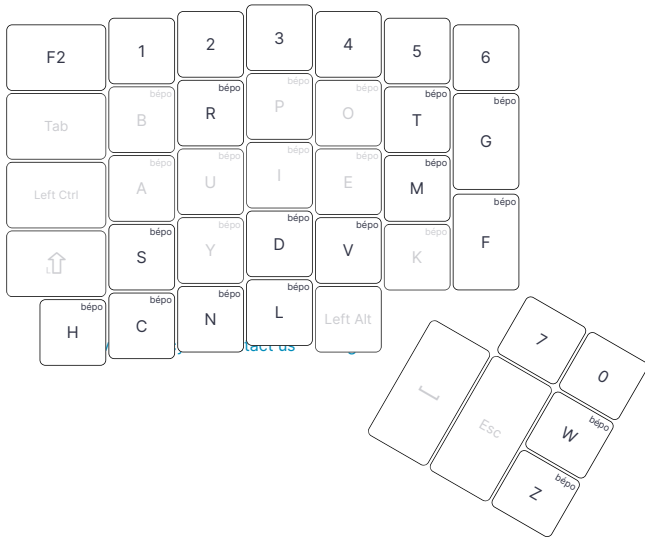 F2 1 2 3 4 5 6
bépo bépo bépo bépo bépo bépo
Tab B R P O T G
bépo bépo bépo bépo bépo
Left Ctrl A U I E M
bépo bépo bépo bépo bépo bépo bépo
S Y D V K F
bépo bépo bépo bépo
H C N L Left Alt
tact us
7 0
bépo
Esc W
bépo
Z